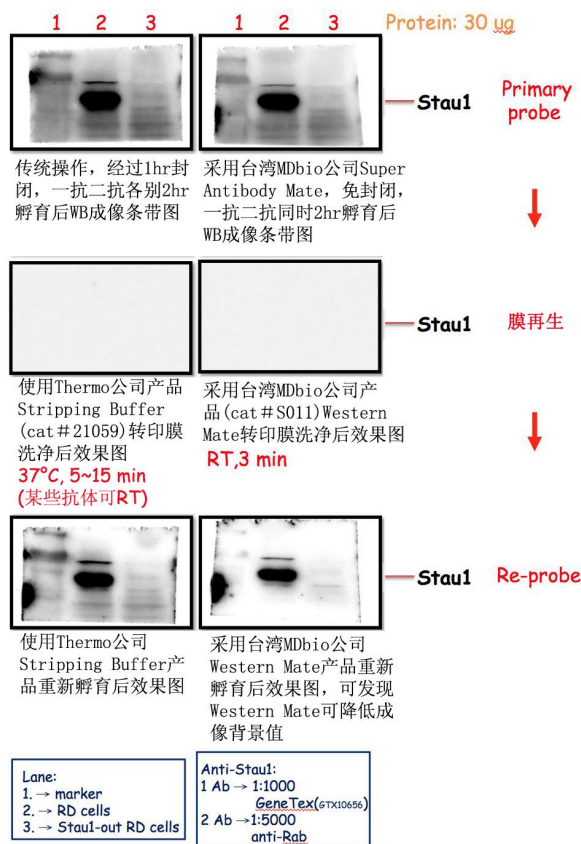 1 2 3 1 2 3 Protein: 30 ug
Stau1
Primary
probe
传统操作，经过1hr封
闭，一抗二抗各别2hr
孵育后WB成像条带图
采用台湾MDbio公司Super
Antibody Mate，免封闭，
一抗二抗同时2hr孵育后
WB成像条带图
Stau1
膜再生
使用Thermo公司产品
Stripping Buffer
(cat＃21059)转印膜
洗净后效果图
37°C, 5~15 min
(某些抗体可RT)
采用台湾MDbio公司产
品(cat＃S011)Western
Mate转印膜洗净后效果图
RT,3 min
Stau1
Re-probe
使用Thermo公司
Stripping Buffer产
品重新孵育后效果图
采用台湾MDbio公司
Western Mate产品重新
孵育后效果图，可发现
Western Mate可降低成
像背景值
Lane:
1. → marker
2. → RD cells
3. → Stau1-out RD cells
Anti-Stau1:
1 Ab → 1:1000
GeneTex(GTX10656)
2 Ab →1:5000
anti-Rab